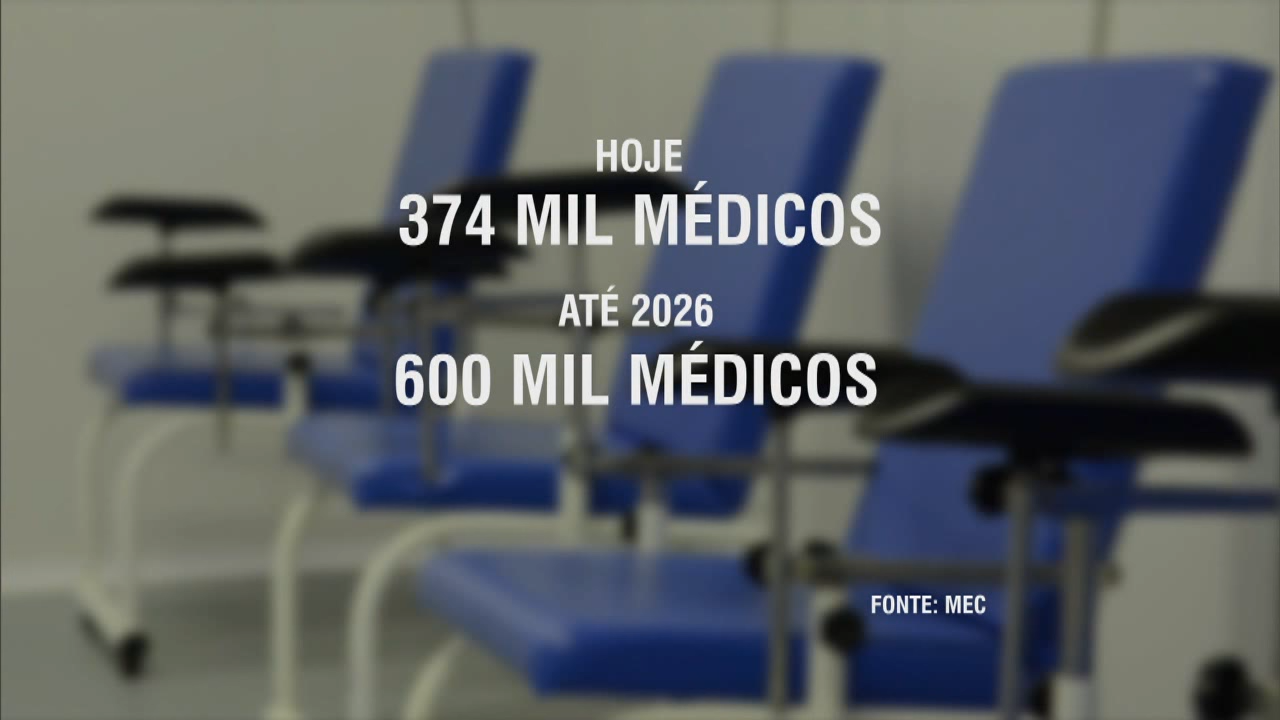 HOJE
374 MIL MÉDICOS
ATÉ 2026
600 MIL MÉDICOS
FONTE: MEC